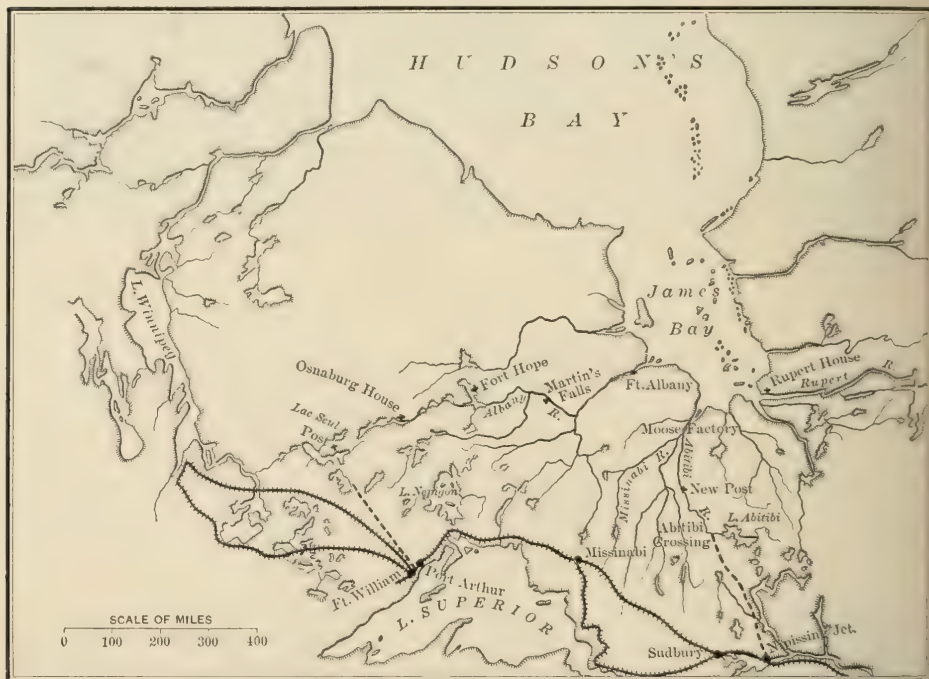 HUDSON'S
BAY
James
Bay
L. Winnipeg
Rupert House
Rupert R
Fort Hope
Osnaburg House
Martin's
Falls
Ft. Albany
Albany R.
Lac Seul
Post
Moose Factory
Missinabi R.
Abitibi R.
L. Nepigon
New Post
L. Abitibi
Abitibi
Crossing
Missinabi
Port Arthur
Ft. William
L. SUPERIOR
SCALE OF MILES
0 100 200 300 400
Sudbury
Nipissing Jct.